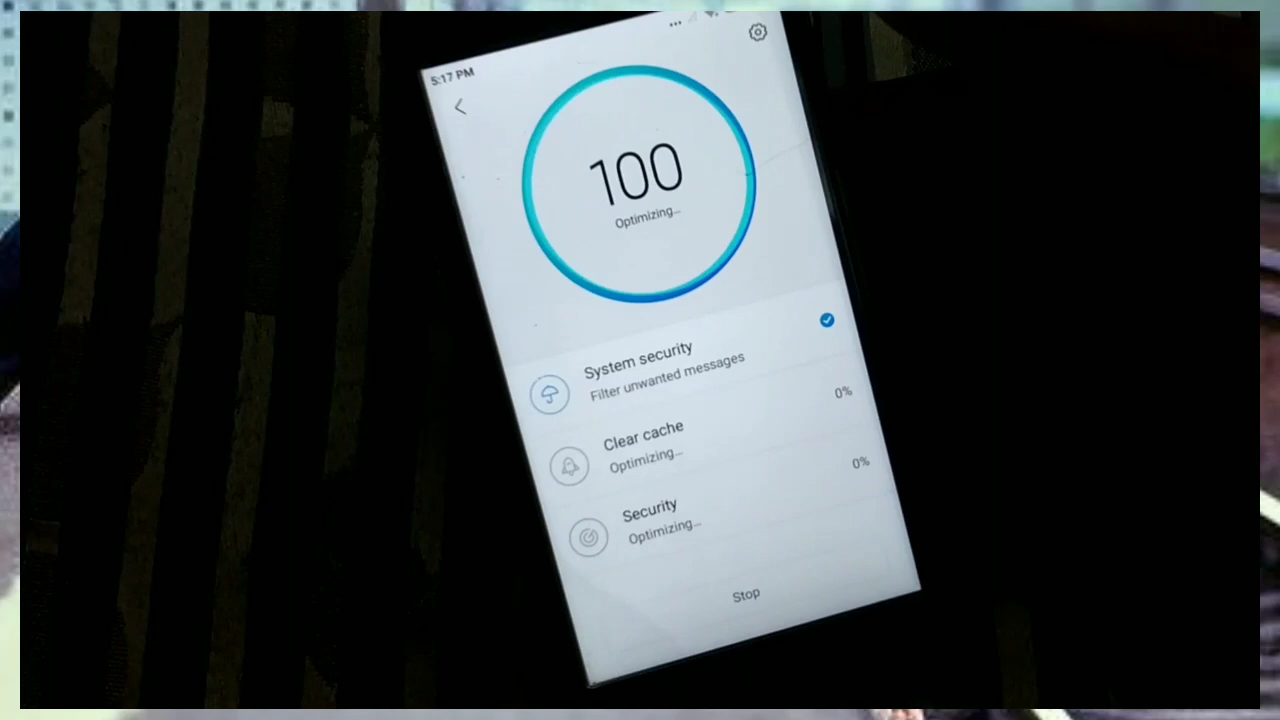 5:17 PM
100
Optimizing...
System security
Filter unwanted messages
Clear cache
Optimizing...
0%
Security
Optimizing...
0%
Stop